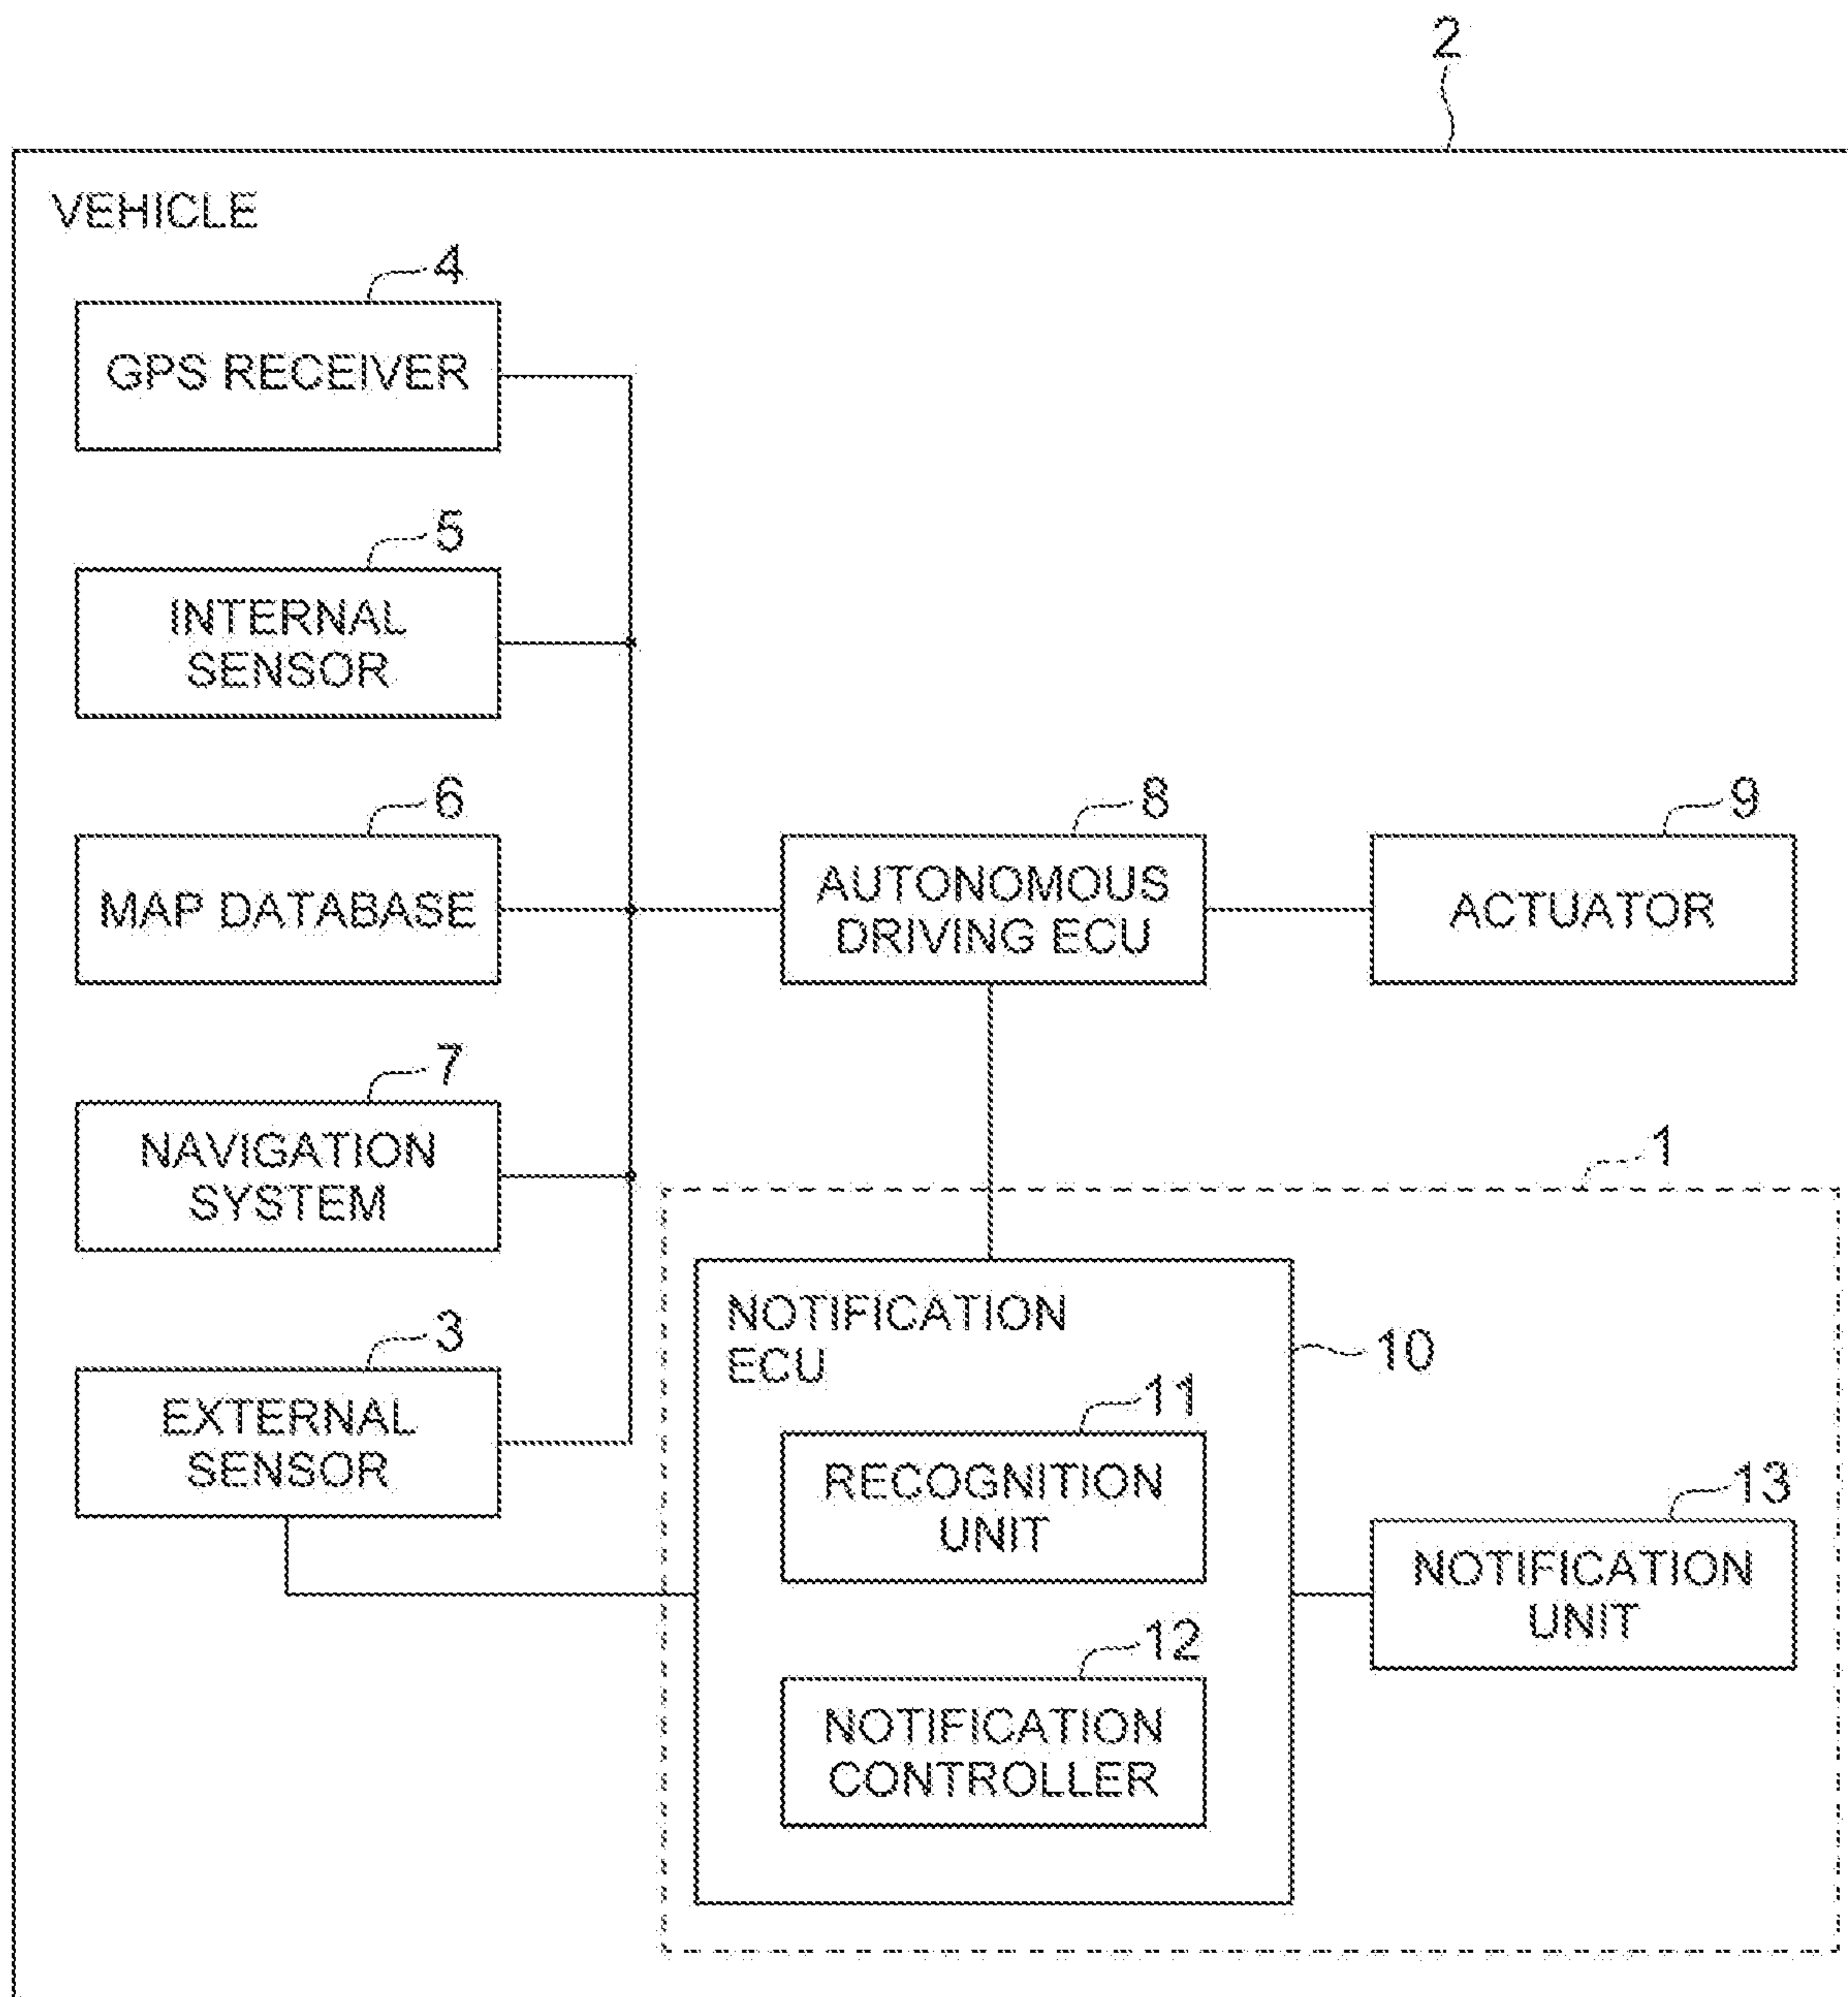 2
VEHICLE
4
GPS RECEIVER
5
INTERNAL
SENSOR
6
MAP DATABASE
8
AUTONOMOUS
DRIVING ECU
9
ACTUATOR
7
NAVIGATION
SYSTEM
1
3
EXTERNAL
SENSOR
NOTIFICATION
ECU
10
11
RECOGNITION
UNIT
13
NOTIFICATION
UNIT
12
NOTIFICATION
CONTROLLER